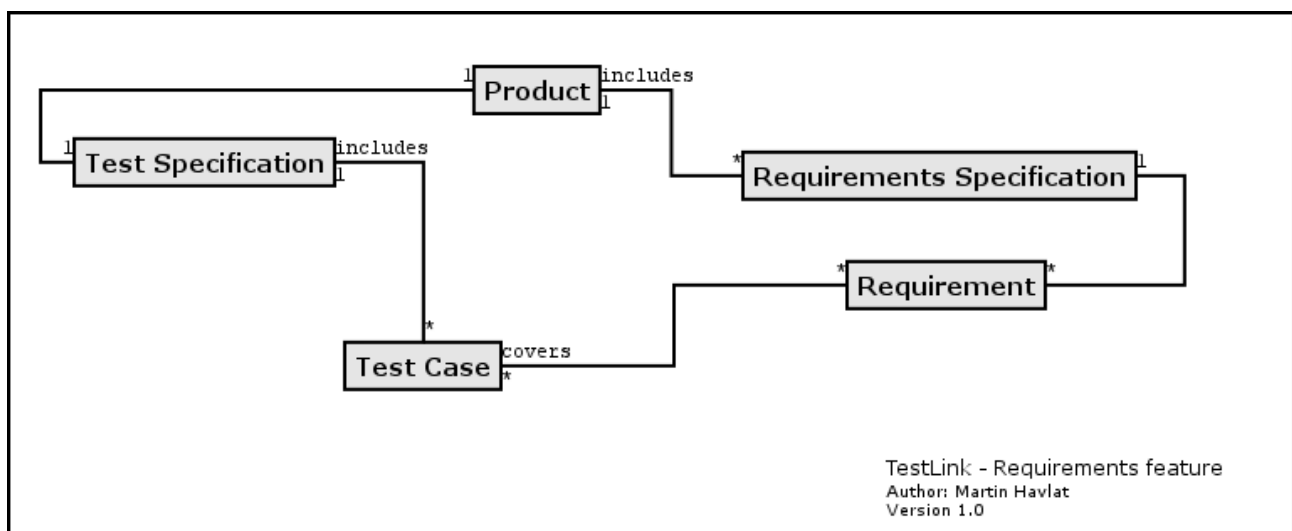 1 Product includes
1
1 Test Specification includes
1
* Requirements Specification 1
* Requirement *
*
Test Case covers
*
TestLink - Requirements feature
Author: Martin Havlat
Version 1.0